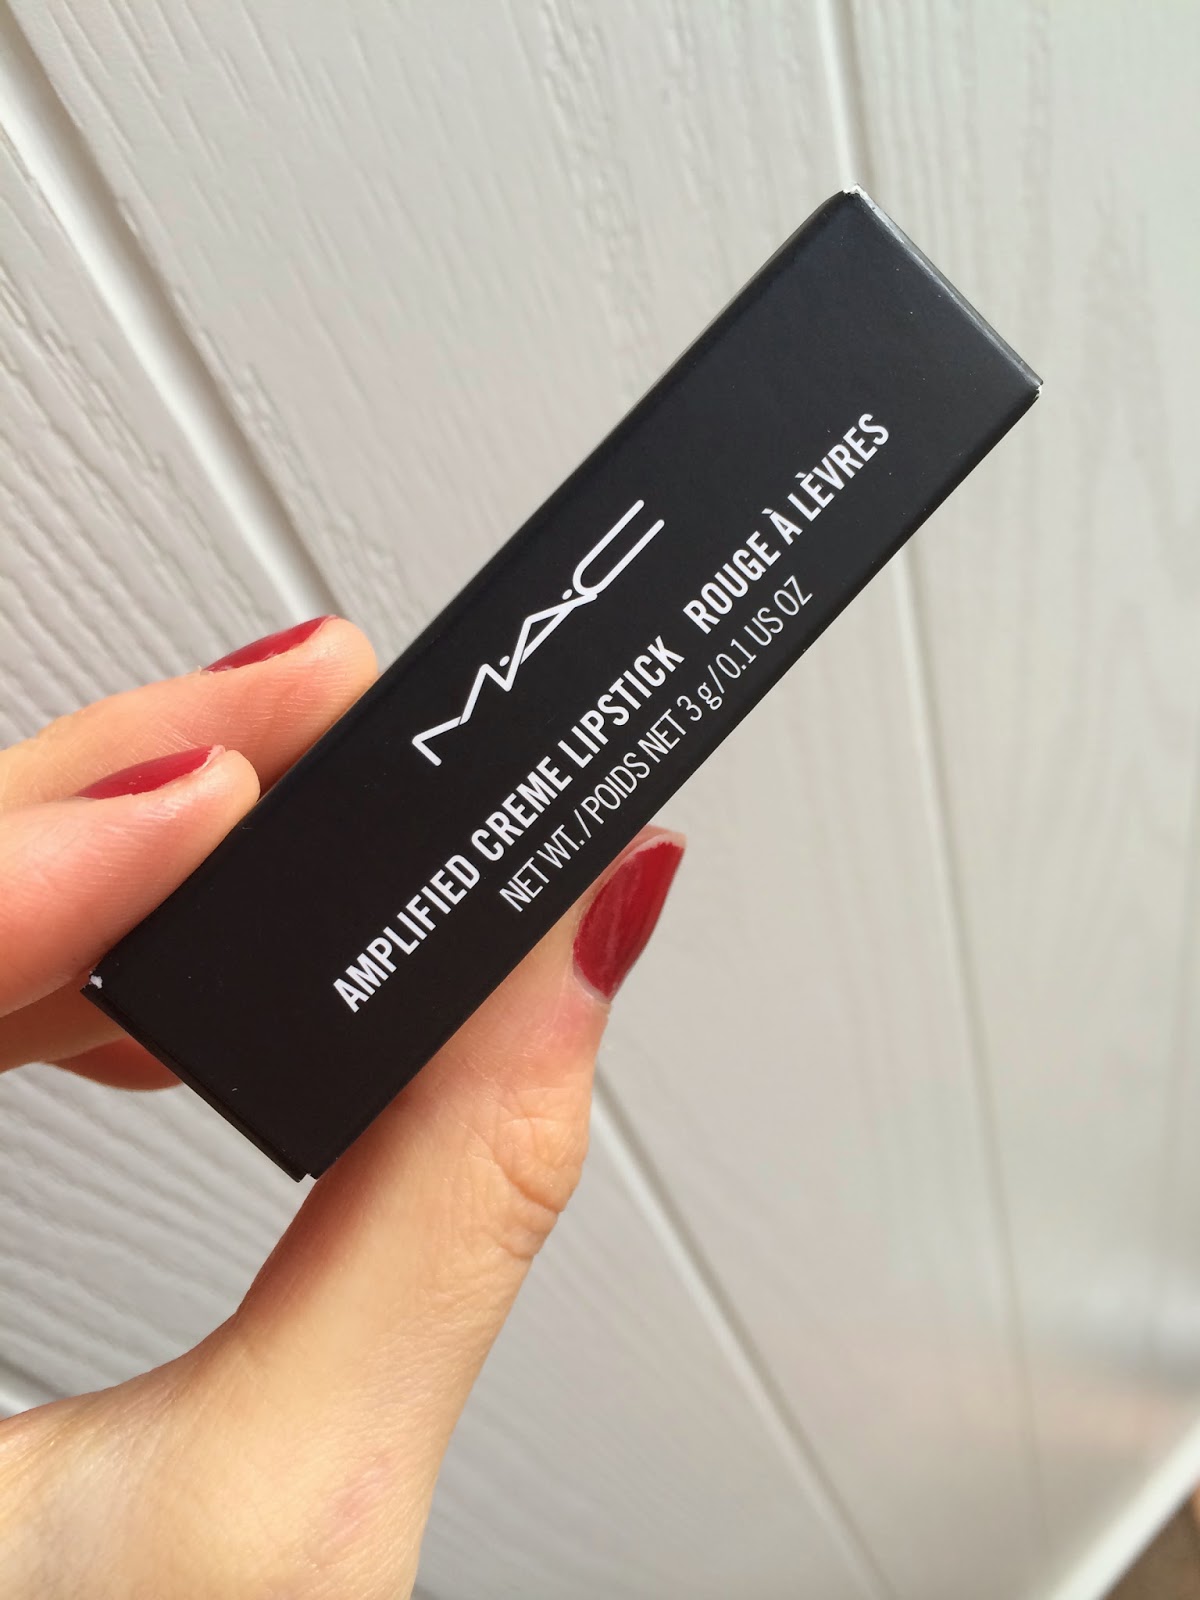 M·A·C
AMPLIFIED CREME LIPSTICK ROUGE À LÈVRES
NET WT./POIDS NET 3 g/0.1 US OZ